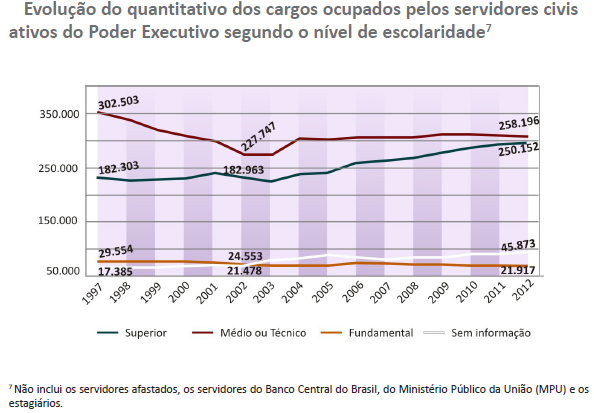 Evolução do quantitativo dos cargos ocupados pelos servidores civis
ativos do Poder Executivo segundo o nível de escolaridade⁷
350.000
250.000
150.000
50.000
302.503
227.747
258.196
182.303
182.963
250.152
29.554
24.553
45.873
17.385
21.478
21.917
1997 1998 1999 2000 2001 2002 2003 2004 2005 2006 2007 2008 2009 2010 2011 2012
Superior Médio ou Técnico Fundamental Sem informação
⁷ Não inclui os servidores afastados, os servidores do Banco Central do Brasil, do Ministério Público da União (MPU) e os
estagiários.